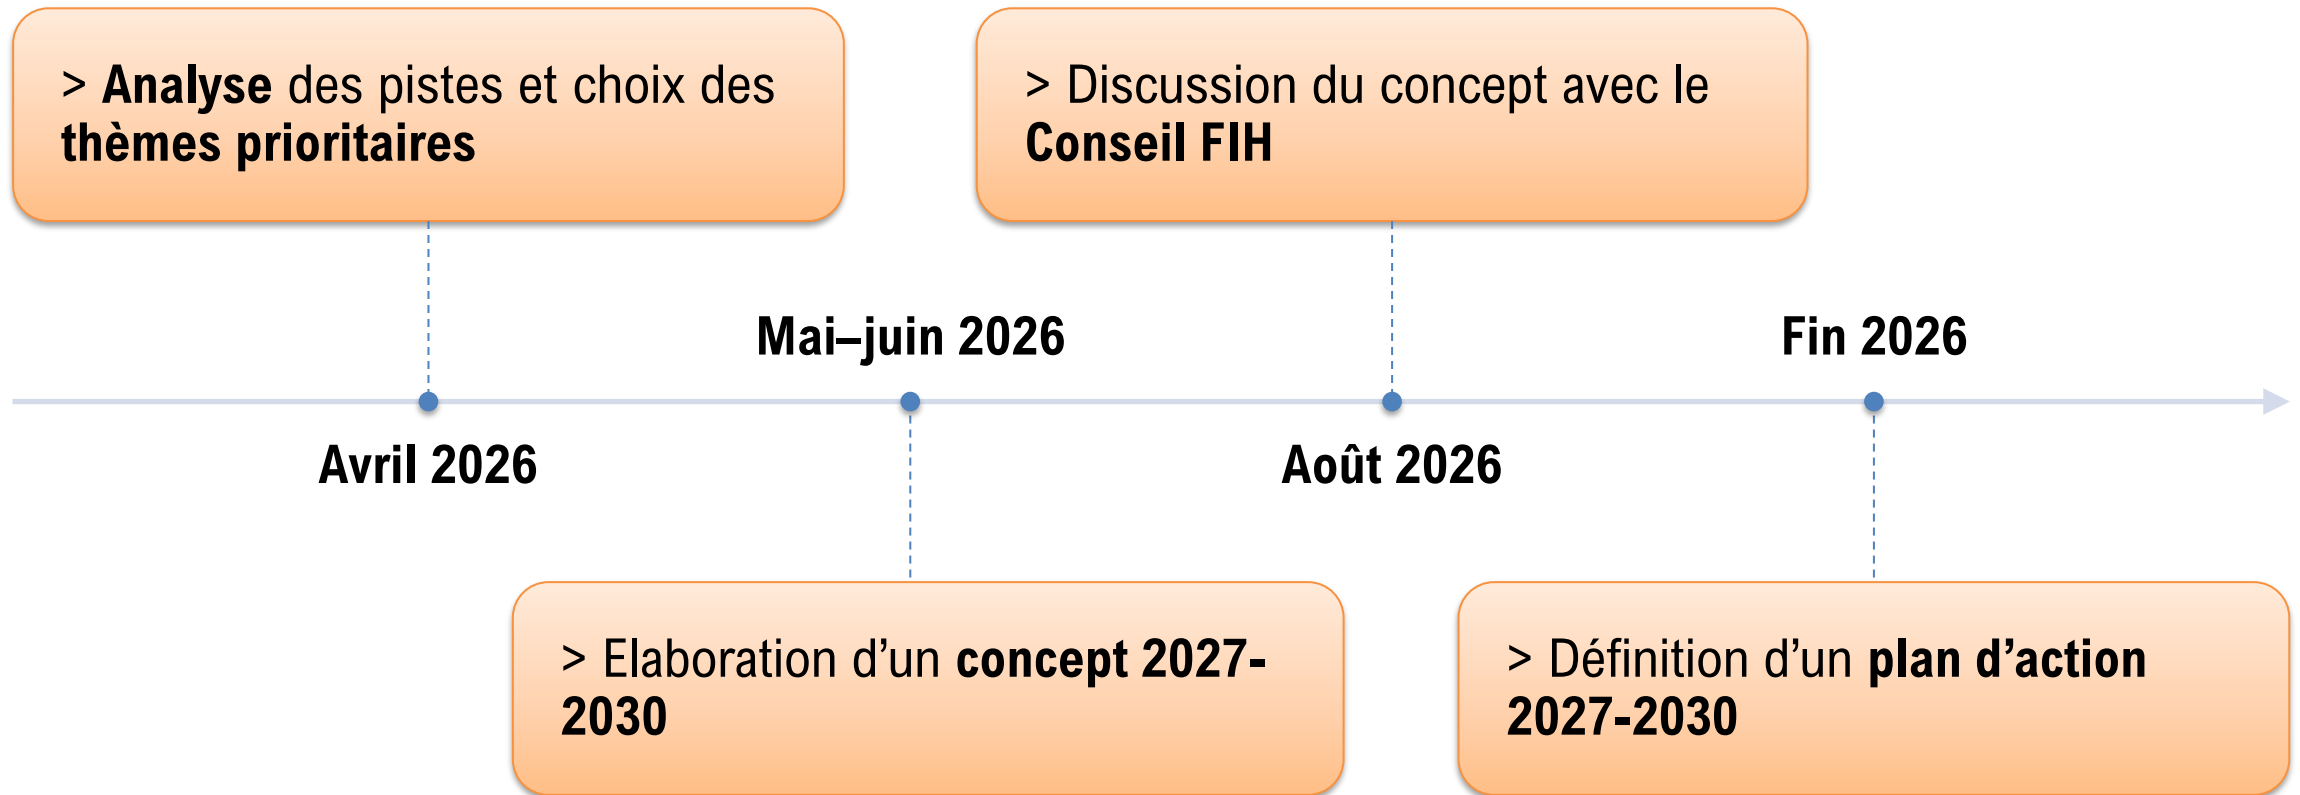 > Analyse des pistes et choix des
thèmes prioritaires
> Discussion du concept avec le
Conseil FIH
Mai–juin 2026
Fin 2026
Avril 2026
Août 2026
> Elaboration d’un concept 2027-
2030
> Définition d’un plan d’action
2027-2030